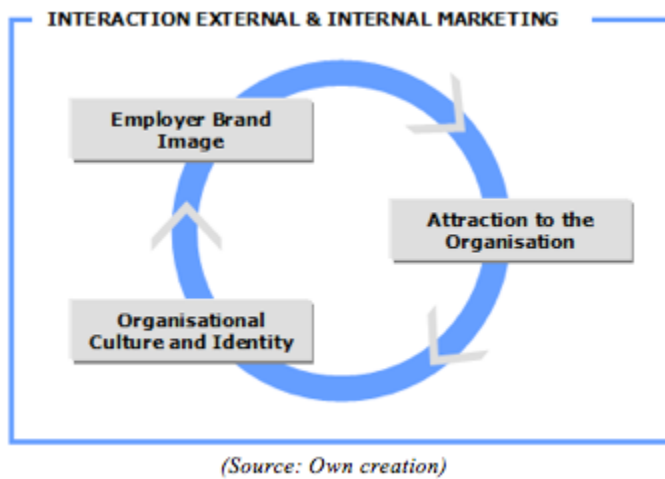 INTERACTION EXTERNAL & INTERNAL MARKETING
Employer Brand
Image
Attraction to the
Organisation
Organisational
Culture and Identity
(Source: Own creation)